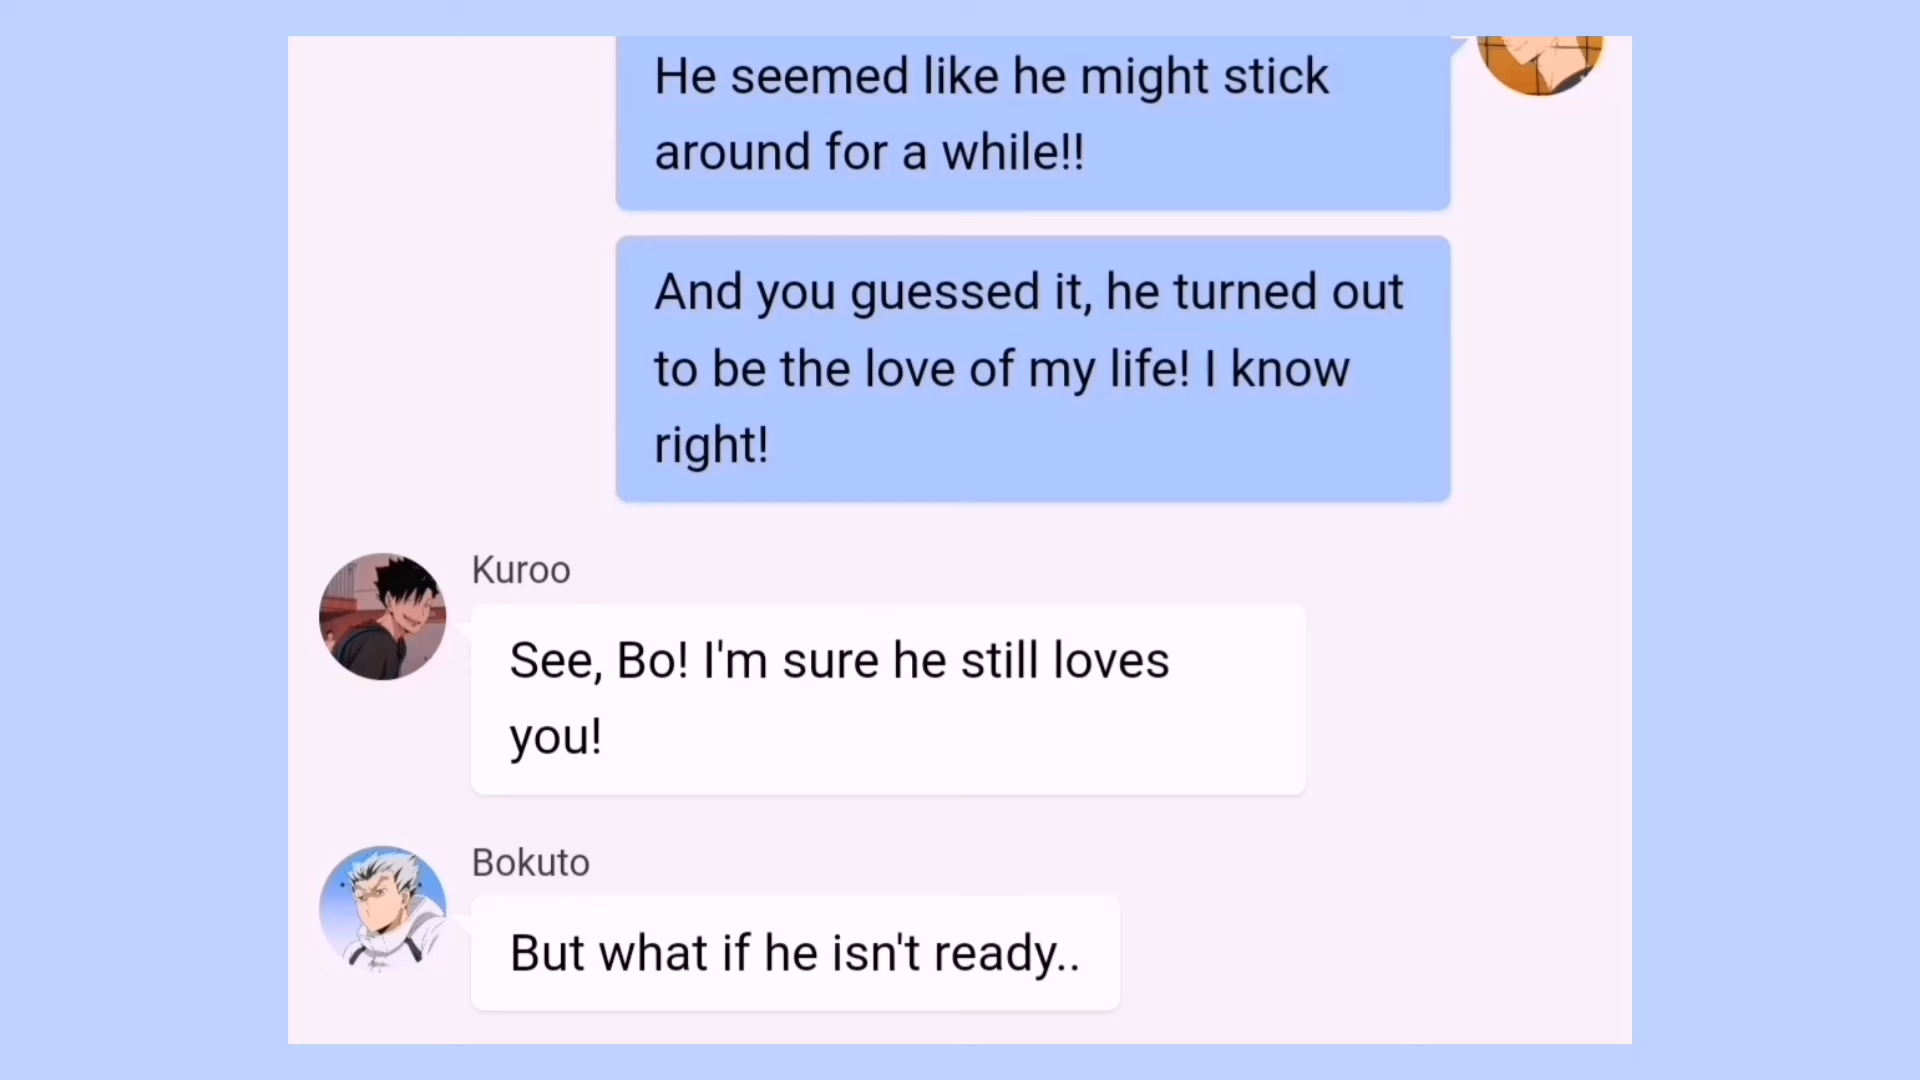 He seemed like he might stick
around for a while!!
And you guessed it, he turned out
to be the love of my life! I know
right!
Kuroo
See, Bo! I'm sure he still loves
you!
Bokuto
But what if he isn't ready..